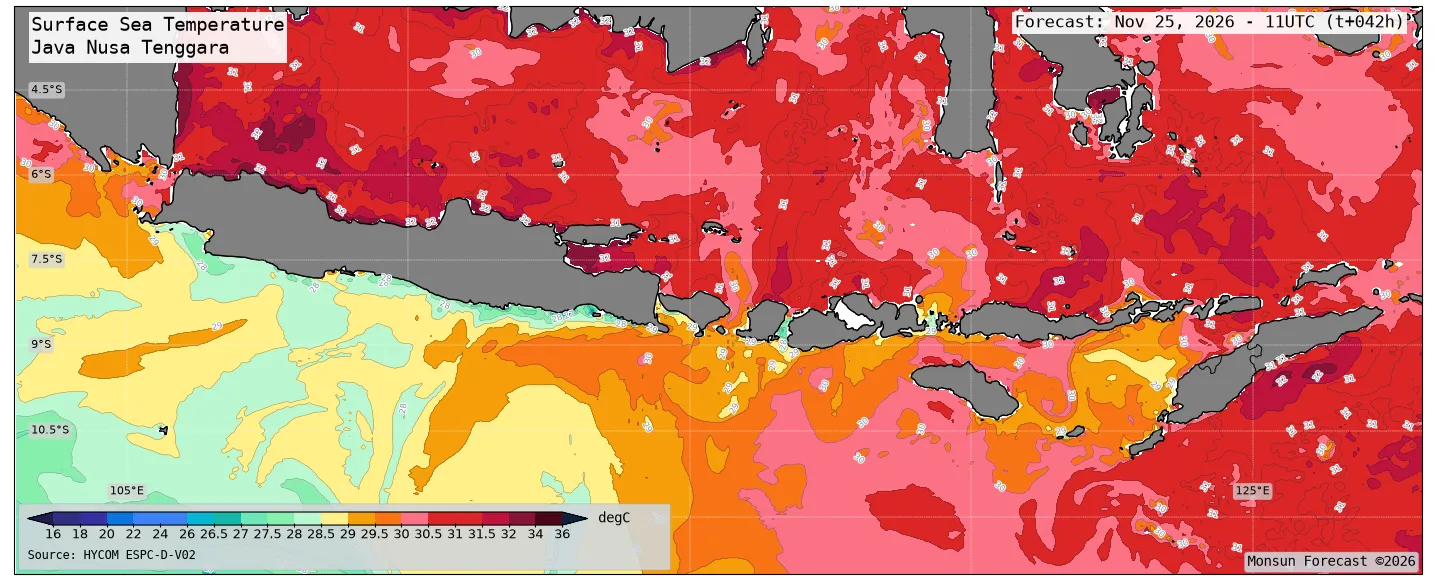 Surface Sea Temperature
Java Nusa Tenggara
Forecast: Nov 25, 2026 - 11UTC (t+042h)
4.5°S
6°S
7.5°S
9°S
10.5°S
105°E
125°E
16 18 20 22 24 26 26.5 27 27.5 28 28.5 29 29.5 30 30.5 31 31.5 32 34 36
degC
Source: HYCOM ESPC-D-V02
Monsun Forecast ©2026